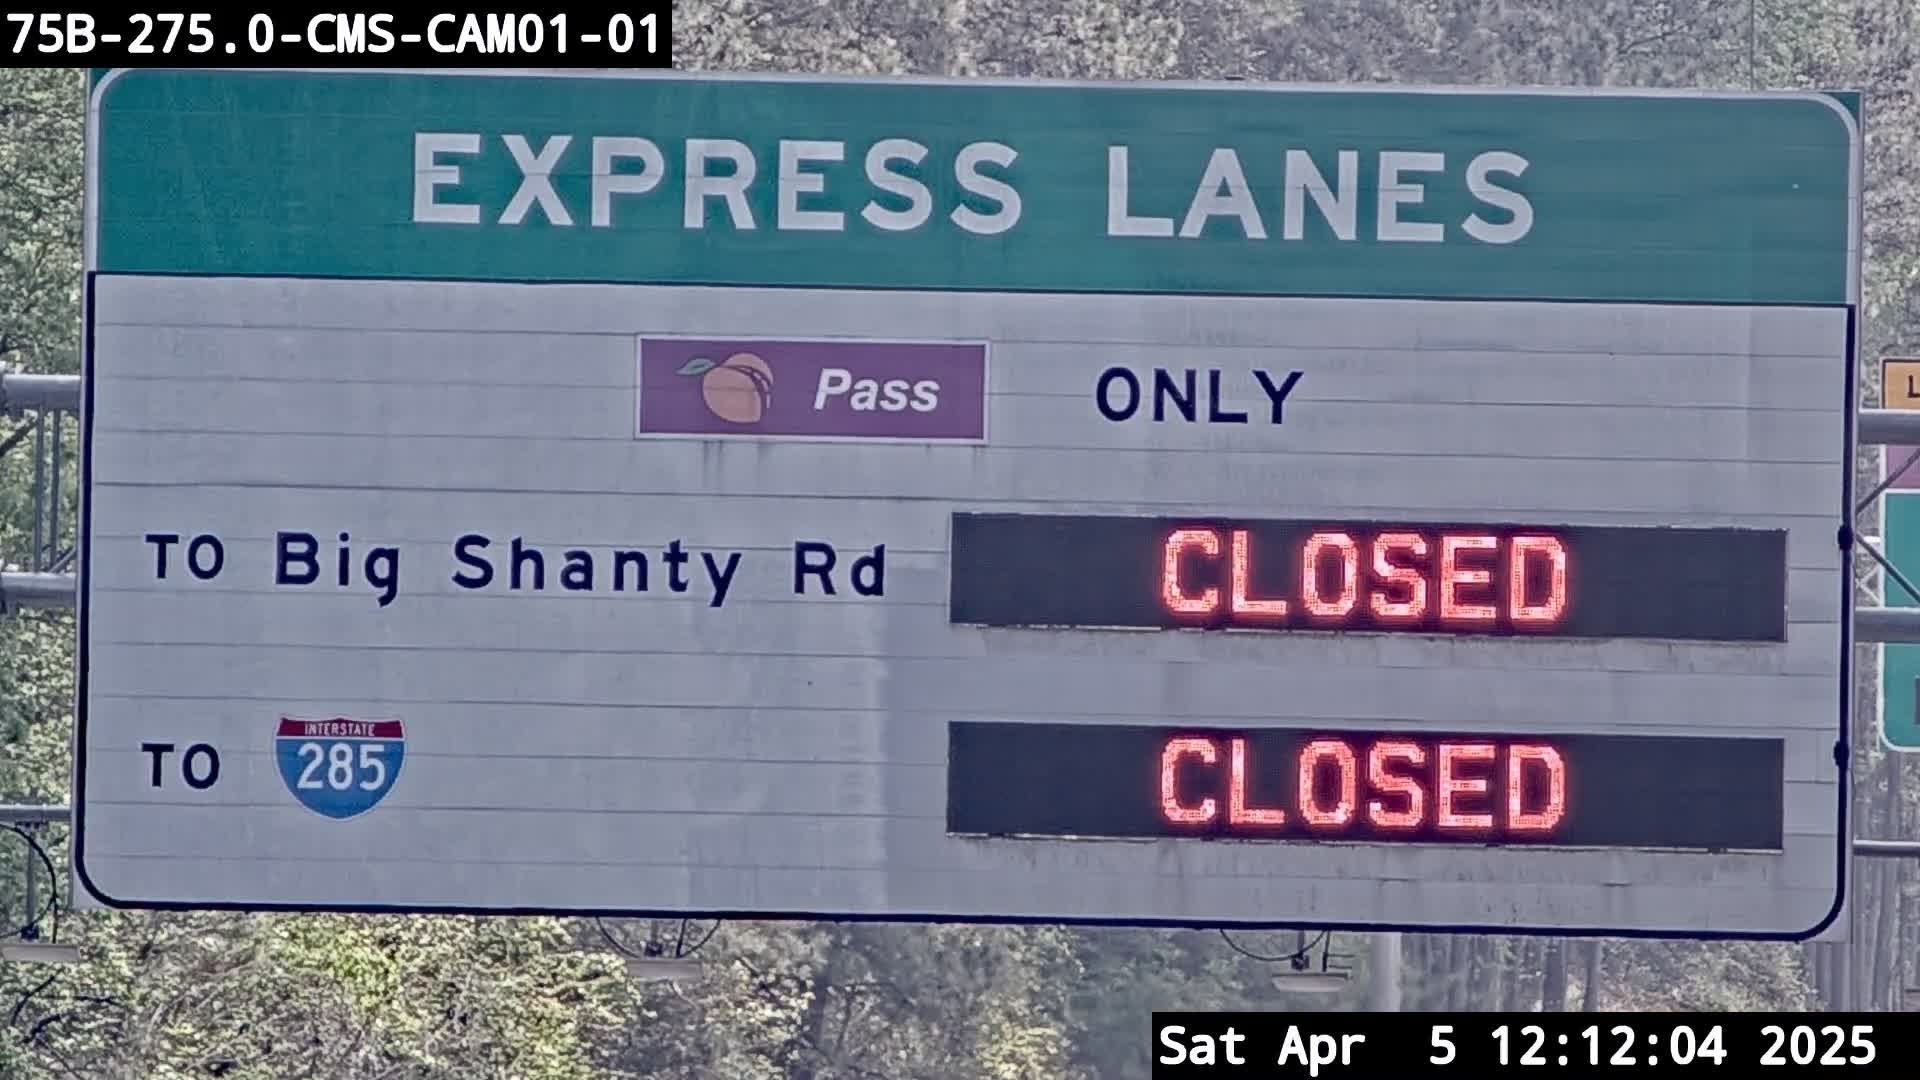 75B-275.0-CMS-CAM01-01
EXPRESS LANES
Pass ONLY
TO Big Shanty Rd CLOSED
TO INTERSTATE 285 CLOSED
Sat Apr 5 12:12:04 2025